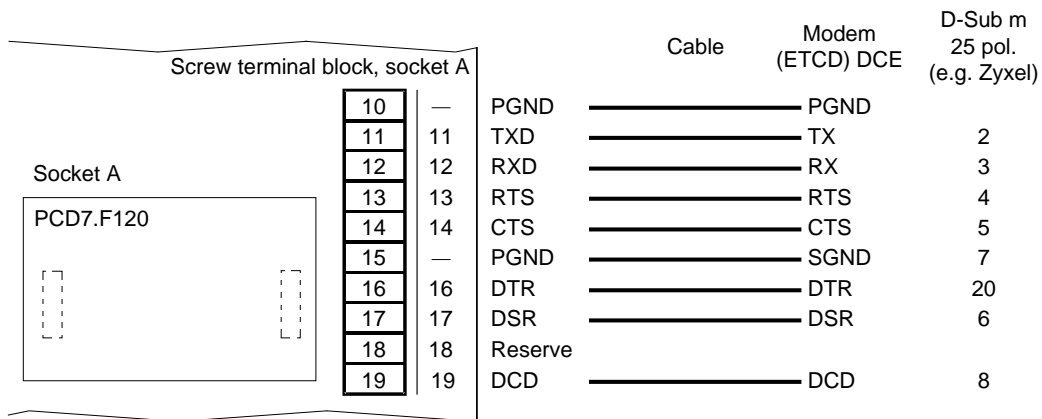 D-Sub m
25 pol.
(e.g. Zyxel)
Cable
Modem
(ETCD) DCE
Screw terminal block, socket A
Socket A
PCD7.F120
10 — PGND PGND
11 11 TXD TX 2
12 12 RXD RX 3
13 13 RTS RTS 4
14 14 CTS CTS 5
15 — PGND SGND 7
16 16 DTR DTR 20
17 17 DSR DSR 6
18 18 Reserve
19 19 DCD DCD 8